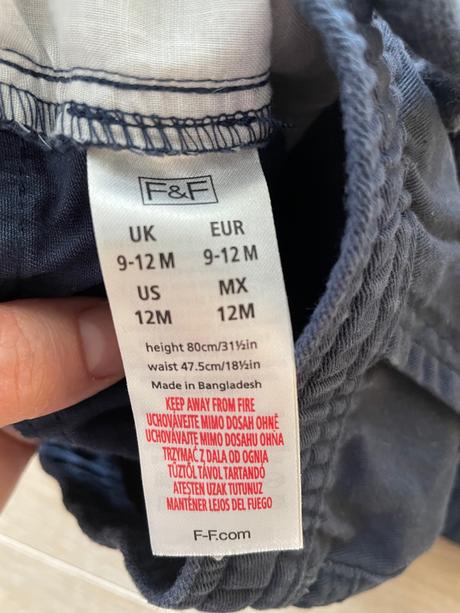 F&F
UK EUR
9-12 M 9-12 M
US MX
12M 12M
height 80cm/31½in
waist 47.5cm/18½in
Made in Bangladesh
KEEP AWAY FROM FIRE
UCHOVÁVEJTE MIMO DOSAH OHNĚ
UCHOVÁVAJTE MIMO DOSAHU OHŇA
TRZYMAĆ Z DALA OD OGNIA
TŰZTŐL TÁVOL TARTANDÓ
ATEŞTEN UZAK TUTUNUZ
MANTENER LEJOS DEL FUEGO
F-F.com